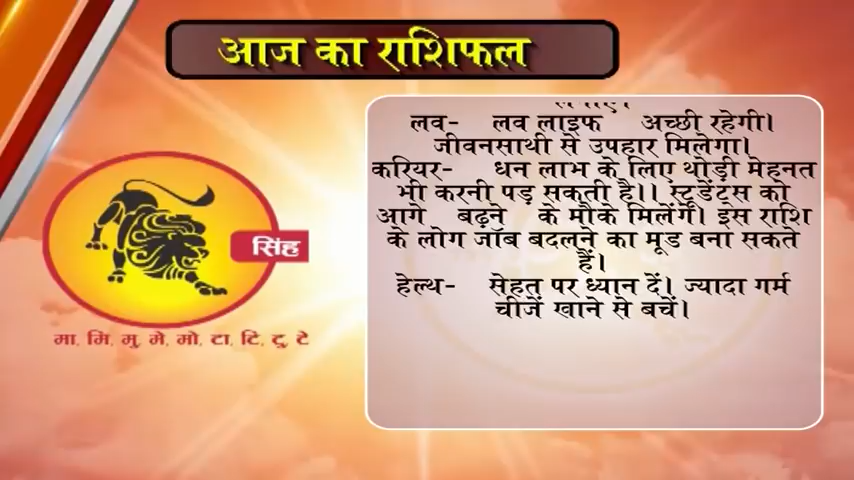 आज का राशिफल
लव- लव लाइफ अच्छी रहेगी।
जीवनसाथी से उपहार मिलेगा।
करियर- धन लाभ के लिए थोड़ी मेहनत
भी करनी पड़ सकती है।। स्टूडेंट्स को
आगे बढ़ने के मौके मिलेंगे। इस राशि
के लोग जॉब बदलने का मूड बना सकते
हैं।
हेल्थ- सेहत पर ध्यान दें। ज्यादा गर्म
चीजें खाने से बचें।
सिंह
मा, मि, मु, मे, मो, टा, टि, टु, टे